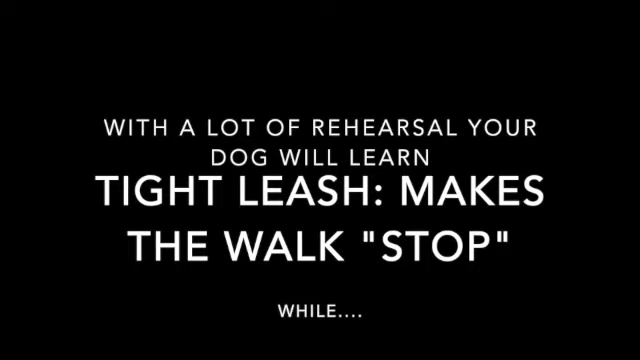 WITH A LOT OF REHEARSAL YOUR
DOG WILL LEARN
TIGHT LEASH: MAKES
THE WALK "STOP"
WHILE....